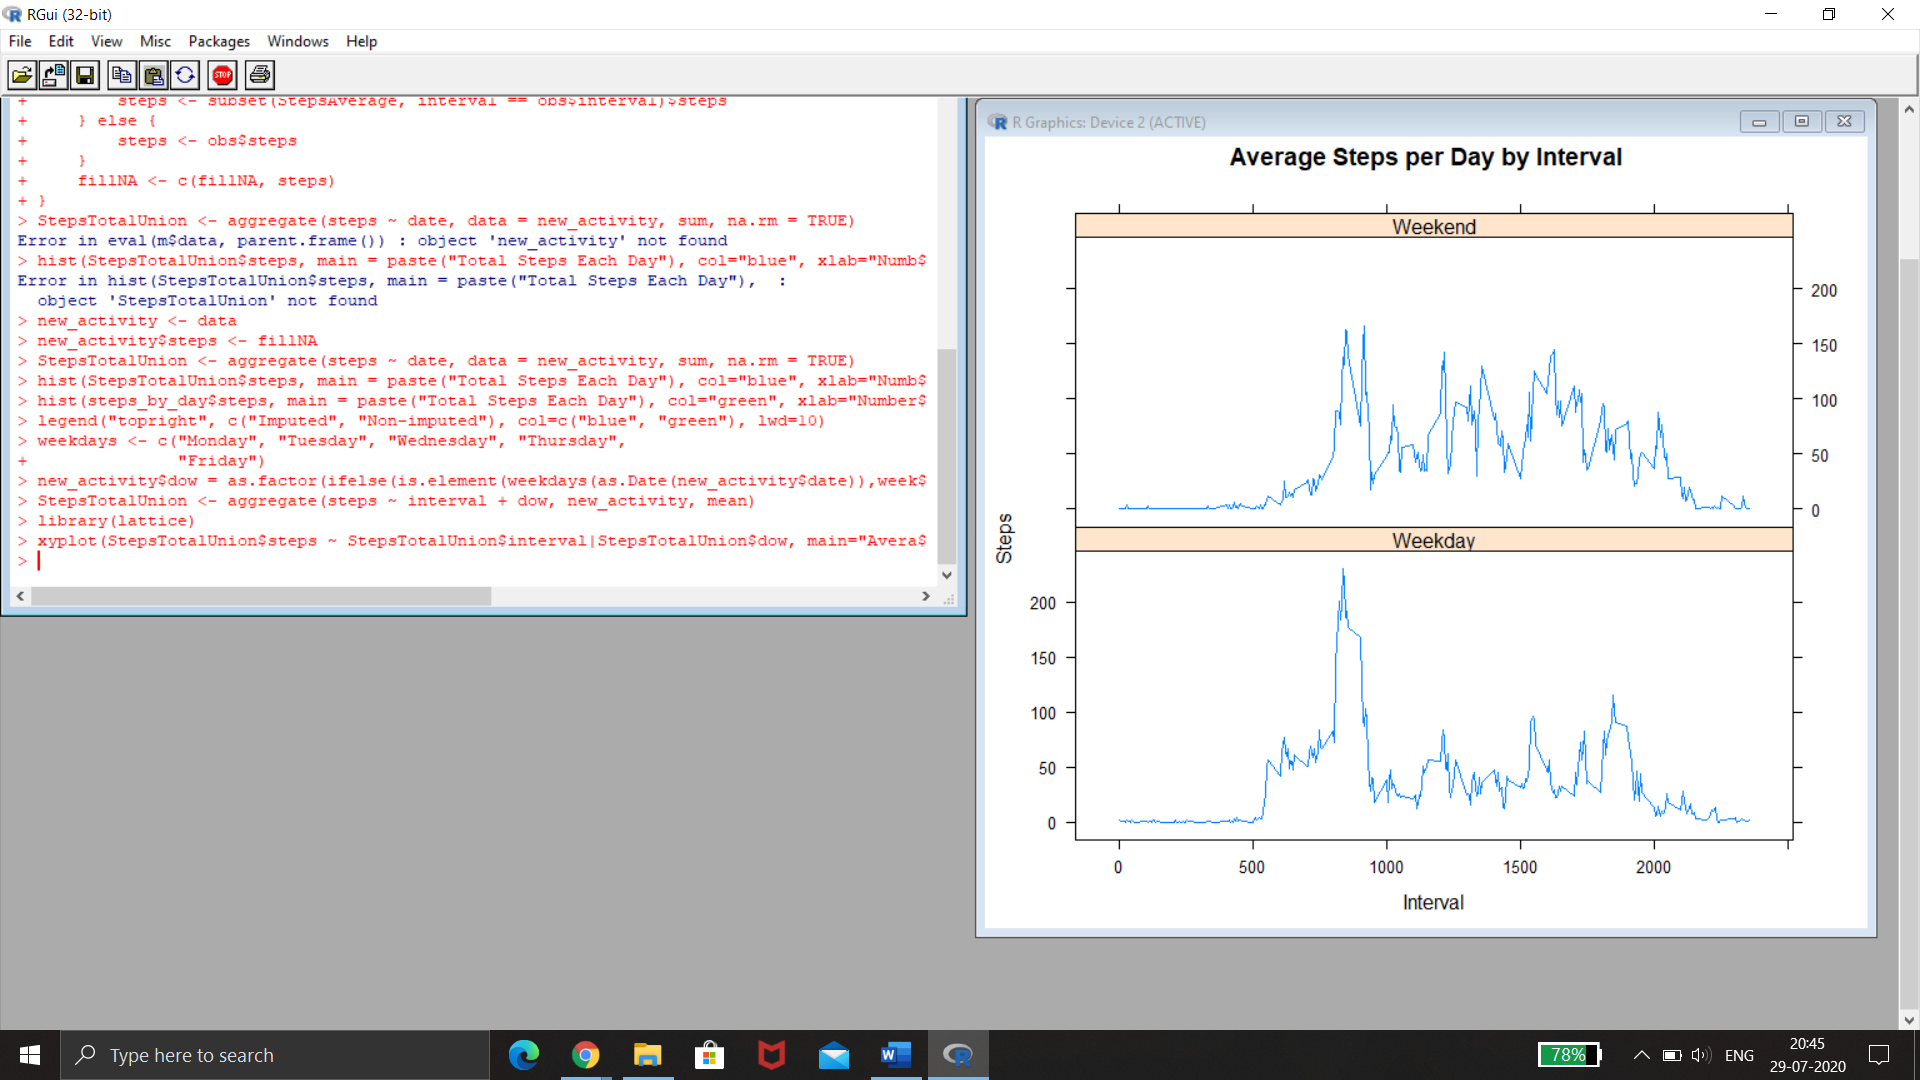 RGui (32-bit)
File Edit View Misc Packages Windows Help
STOP
+         steps <- subset(StepsAverage, interval == obs$interval)$steps
+     } else {
+         steps <- obs$steps
+     }
+     fillNA <- c(fillNA, steps)
+ }
> StepsTotalUnion <- aggregate(steps ~ date, data = new_activity, sum, na.rm = TRUE)
Error in eval(m$data, parent.frame()) : object 'new_activity' not found
> hist(StepsTotalUnion$steps, main = paste("Total Steps Each Day"), col="blue", xlab="Numb$
Error in hist(StepsTotalUnion$steps, main = paste("Total Steps Each Day"),  :
  object 'StepsTotalUnion' not found
> new_activity <- data
> new_activity$steps <- fillNA
> StepsTotalUnion <- aggregate(steps ~ date, data = new_activity, sum, na.rm = TRUE)
> hist(StepsTotalUnion$steps, main = paste("Total Steps Each Day"), col="blue", xlab="Numb$
> hist(steps_by_day$steps, main = paste("Total Steps Each Day"), col="green", xlab="Number$
> legend("topright", c("Imputed", "Non-imputed"), col=c("blue", "green"), lwd=10)
> weekdays <- c("Monday", "Tuesday", "Wednesday", "Thursday",
+               "Friday")
> new_activity$dow = as.factor(ifelse(is.element(weekdays(as.Date(new_activity$date)),week$
> StepsTotalUnion <- aggregate(steps ~ interval + dow, new_activity, mean)
> library(lattice)
> xyplot(StepsTotalUnion$steps ~ StepsTotalUnion$interval|StepsTotalUnion$dow, main="Avera$
>
R Graphics: Device 2 (ACTIVE)
Average Steps per Day by Interval
Weekend
200
150
100
50
0
Steps
Weekday
200
150
100
50
0
0 500 1000 1500 2000
Interval
Type here to search
78%
ENG
20:45
29-07-2020